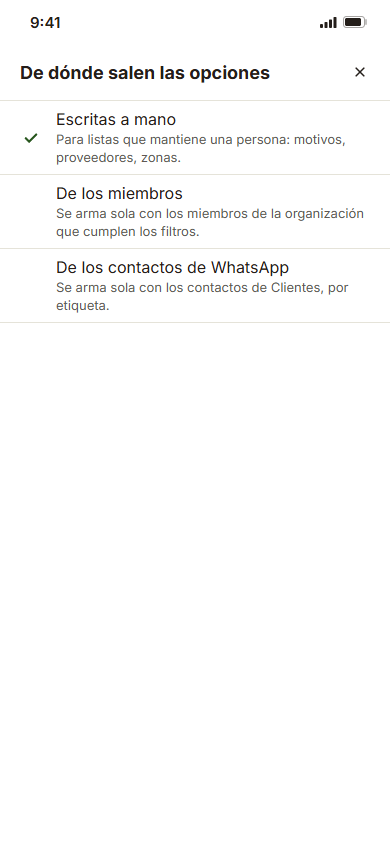 9:41
De dónde salen las opciones
Escritas a mano
Para listas que mantiene una persona: motivos,
proveedores, zonas.
De los miembros
Se arma sola con los miembros de la organización
que cumplen los filtros.
De los contactos de WhatsApp
Se arma sola con los contactos de Clientes, por
etiqueta.